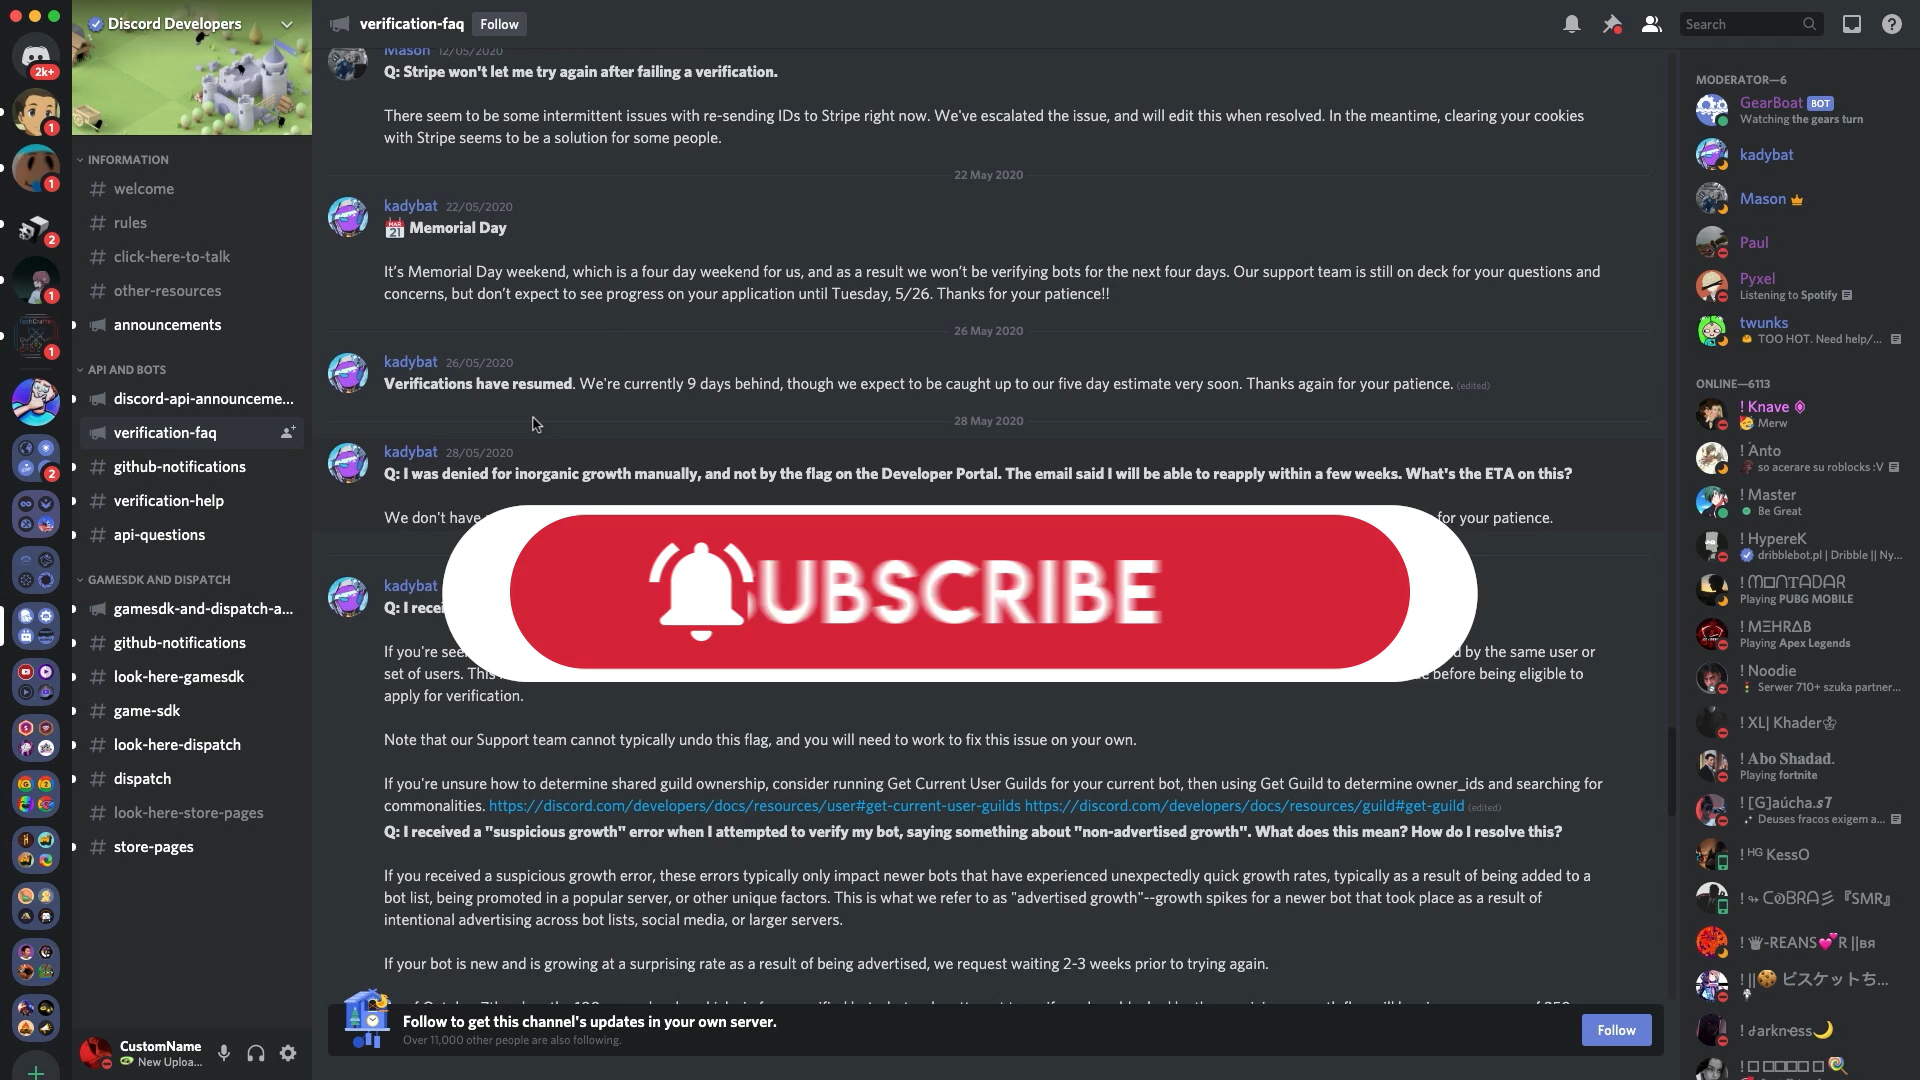 Discord Developers
2k+
1
1
2
1
1
2
INFORMATION
welcome
rules
click-here-to-talk
other-resources
announcements
API AND BOTS
discord-api-announceme...
verification-faq
github-notifications
verification-help
api-questions
GAMESDK AND DISPATCH
gamesdk-and-dispatch-a...
github-notifications
look-here-gamesdk
game-sdk
look-here-dispatch
dispatch
look-here-store-pages
store-pages
CustomName
New Uploa...
verification-faq Follow
Search
Mason 12/05/2020
Q: Stripe won't let me try again after failing a verification.
There seem to be some intermittent issues with re-sending IDs to Stripe right now. We've escalated the issue, and will edit this when resolved. In the meantime, clearing your cookies
with Stripe seems to be a solution for some people.
22 May 2020
kadybat 22/05/2020
MAR 21 Memorial Day
It's Memorial Day weekend, which is a four day weekend for us, and as a result we won't be verifying bots for the next four days. Our support team is still on deck for your questions and
concerns, but don't expect to see progress on your application until Tuesday, 5/26. Thanks for your patience!!
26 May 2020
kadybat 26/05/2020
Verifications have resumed. We're currently 9 days behind, though we expect to be caught up to our five day estimate very soon. Thanks again for your patience. (edited)
28 May 2020
kadybat 28/05/2020
Q: I was denied for inorganic growth manually, and not by the flag on the Developer Portal. The email said I will be able to reapply within a few weeks. What's the ETA on this?
We don't have for your patience.
UBSCRIBE
kadybat
Q: I recei
If you're see by the same user or
set of users. This before being eligible to
apply for verification.
Note that our Support team cannot typically undo this flag, and you will need to work to fix this issue on your own.
If you're unsure how to determine shared guild ownership, consider running Get Current User Guilds for your current bot, then using Get Guild to determine owner_ids and searching for
commonalities. https://discord.com/developers/docs/resources/user#get-current-user-guilds https://discord.com/developers/docs/resources/guild#get-guild (edited)
Q: I received a "suspicious growth" error when I attempted to verify my bot, saying something about "non-advertised growth". What does this mean? How do I resolve this?
If you received a suspicious growth error, these errors typically only impact newer bots that have experienced unexpectedly quick growth rates, typically as a result of being added to a
bot list, being promoted in a popular server, or other unique factors. This is what we refer to as "advertised growth"--growth spikes for a newer bot that took place as a result of
intentional advertising across bot lists, social media, or larger servers.
If your bot is new and is growing at a surprising rate as a result of being advertised, we request waiting 2-3 weeks prior to trying again.
Follow to get this channel's updates in your own server.
Over 11,000 other people are also following.
Follow
MODERATOR—6
GearBoat BOT
Watching the gears turn
kadybat
Mason
Paul
Pyxel
Listening to Spotify
twunks
TOO HOT. Need help/...
ONLINE—6113
! Knave
Merw
! Anto
so acerare su roblocks :V
! Master
Be Great
! HypereK
dribblebot.pl | Dribble || Ny...
Playing PUBG MOBILE
! MΞHRΔB
Playing Apex Legends
! Noodie
Serwer 710+ szuka partner...
! XL| Khader♔
! Abo Shadad.
Playing fortnite
! [G]aúcha.s7
Deuses fracos exigem a...
! ᴴᴳ KessO
! ♛-REANS💕R ||вя
! ||🍪 ビスケットち...